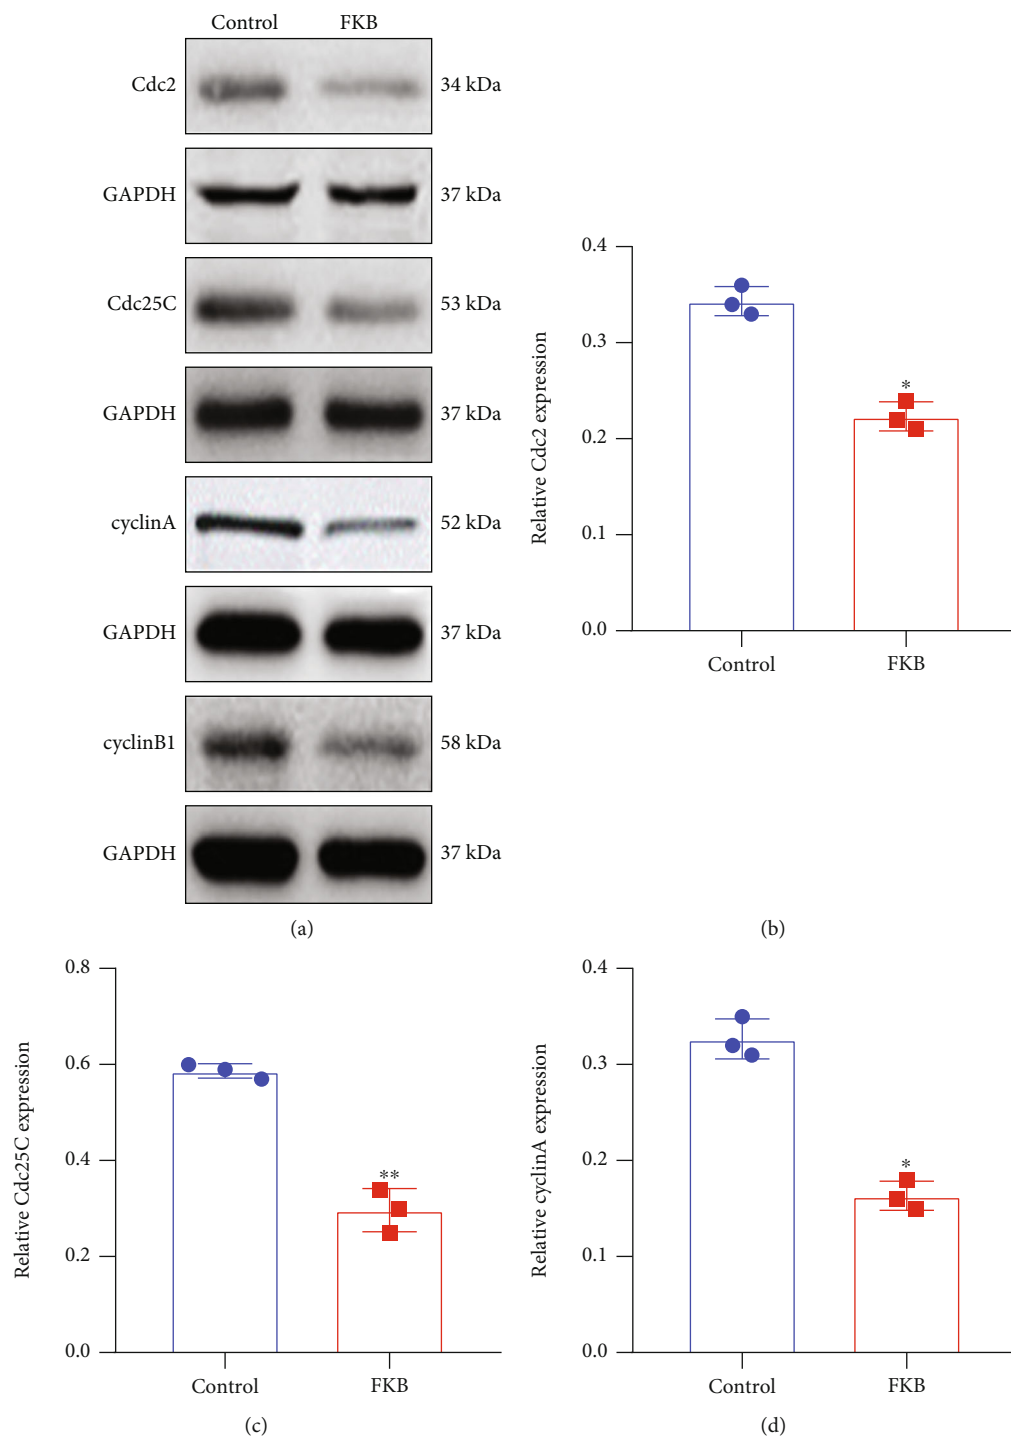 Control FKB
Cdc2 34 kDa
GAPDH 37 kDa
Cdc25C 53 kDa
GAPDH 37 kDa
cyclinA 52 kDa
GAPDH 37 kDa
cyclinB1 58 kDa
GAPDH 37 kDa
(a)
Relative Cdc2 expression
0.4
0.3
0.2
0.1
0.0
*
Control FKB
(b)
Relative Cdc25C expression
0.8
0.6
0.4
0.2
0.0
**
Control FKB
(c)
Relative cyclinA expression
0.4
0.3
0.2
0.1
0.0
*
Control FKB
(d)